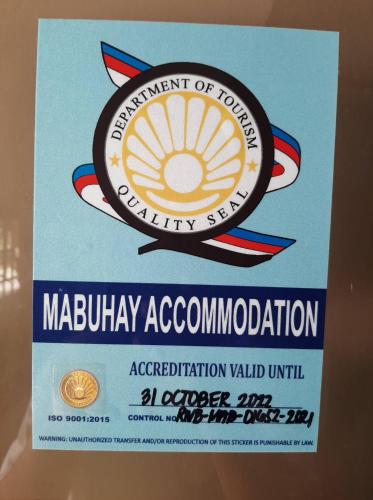 DEPARTMENT OF TOURISM
QUALITY SEAL
MABUHAY ACCOMMODATION
ACCREDITATION VALID UNTIL
31 OCTOBER 2022
ISO 9001:2015 CONTROL NO.
WARNING: UNAUTHORIZED TRANSFER AND/OR REPRODUCTION OF THIS STICKER IS PUNISHABLE BY LAW.